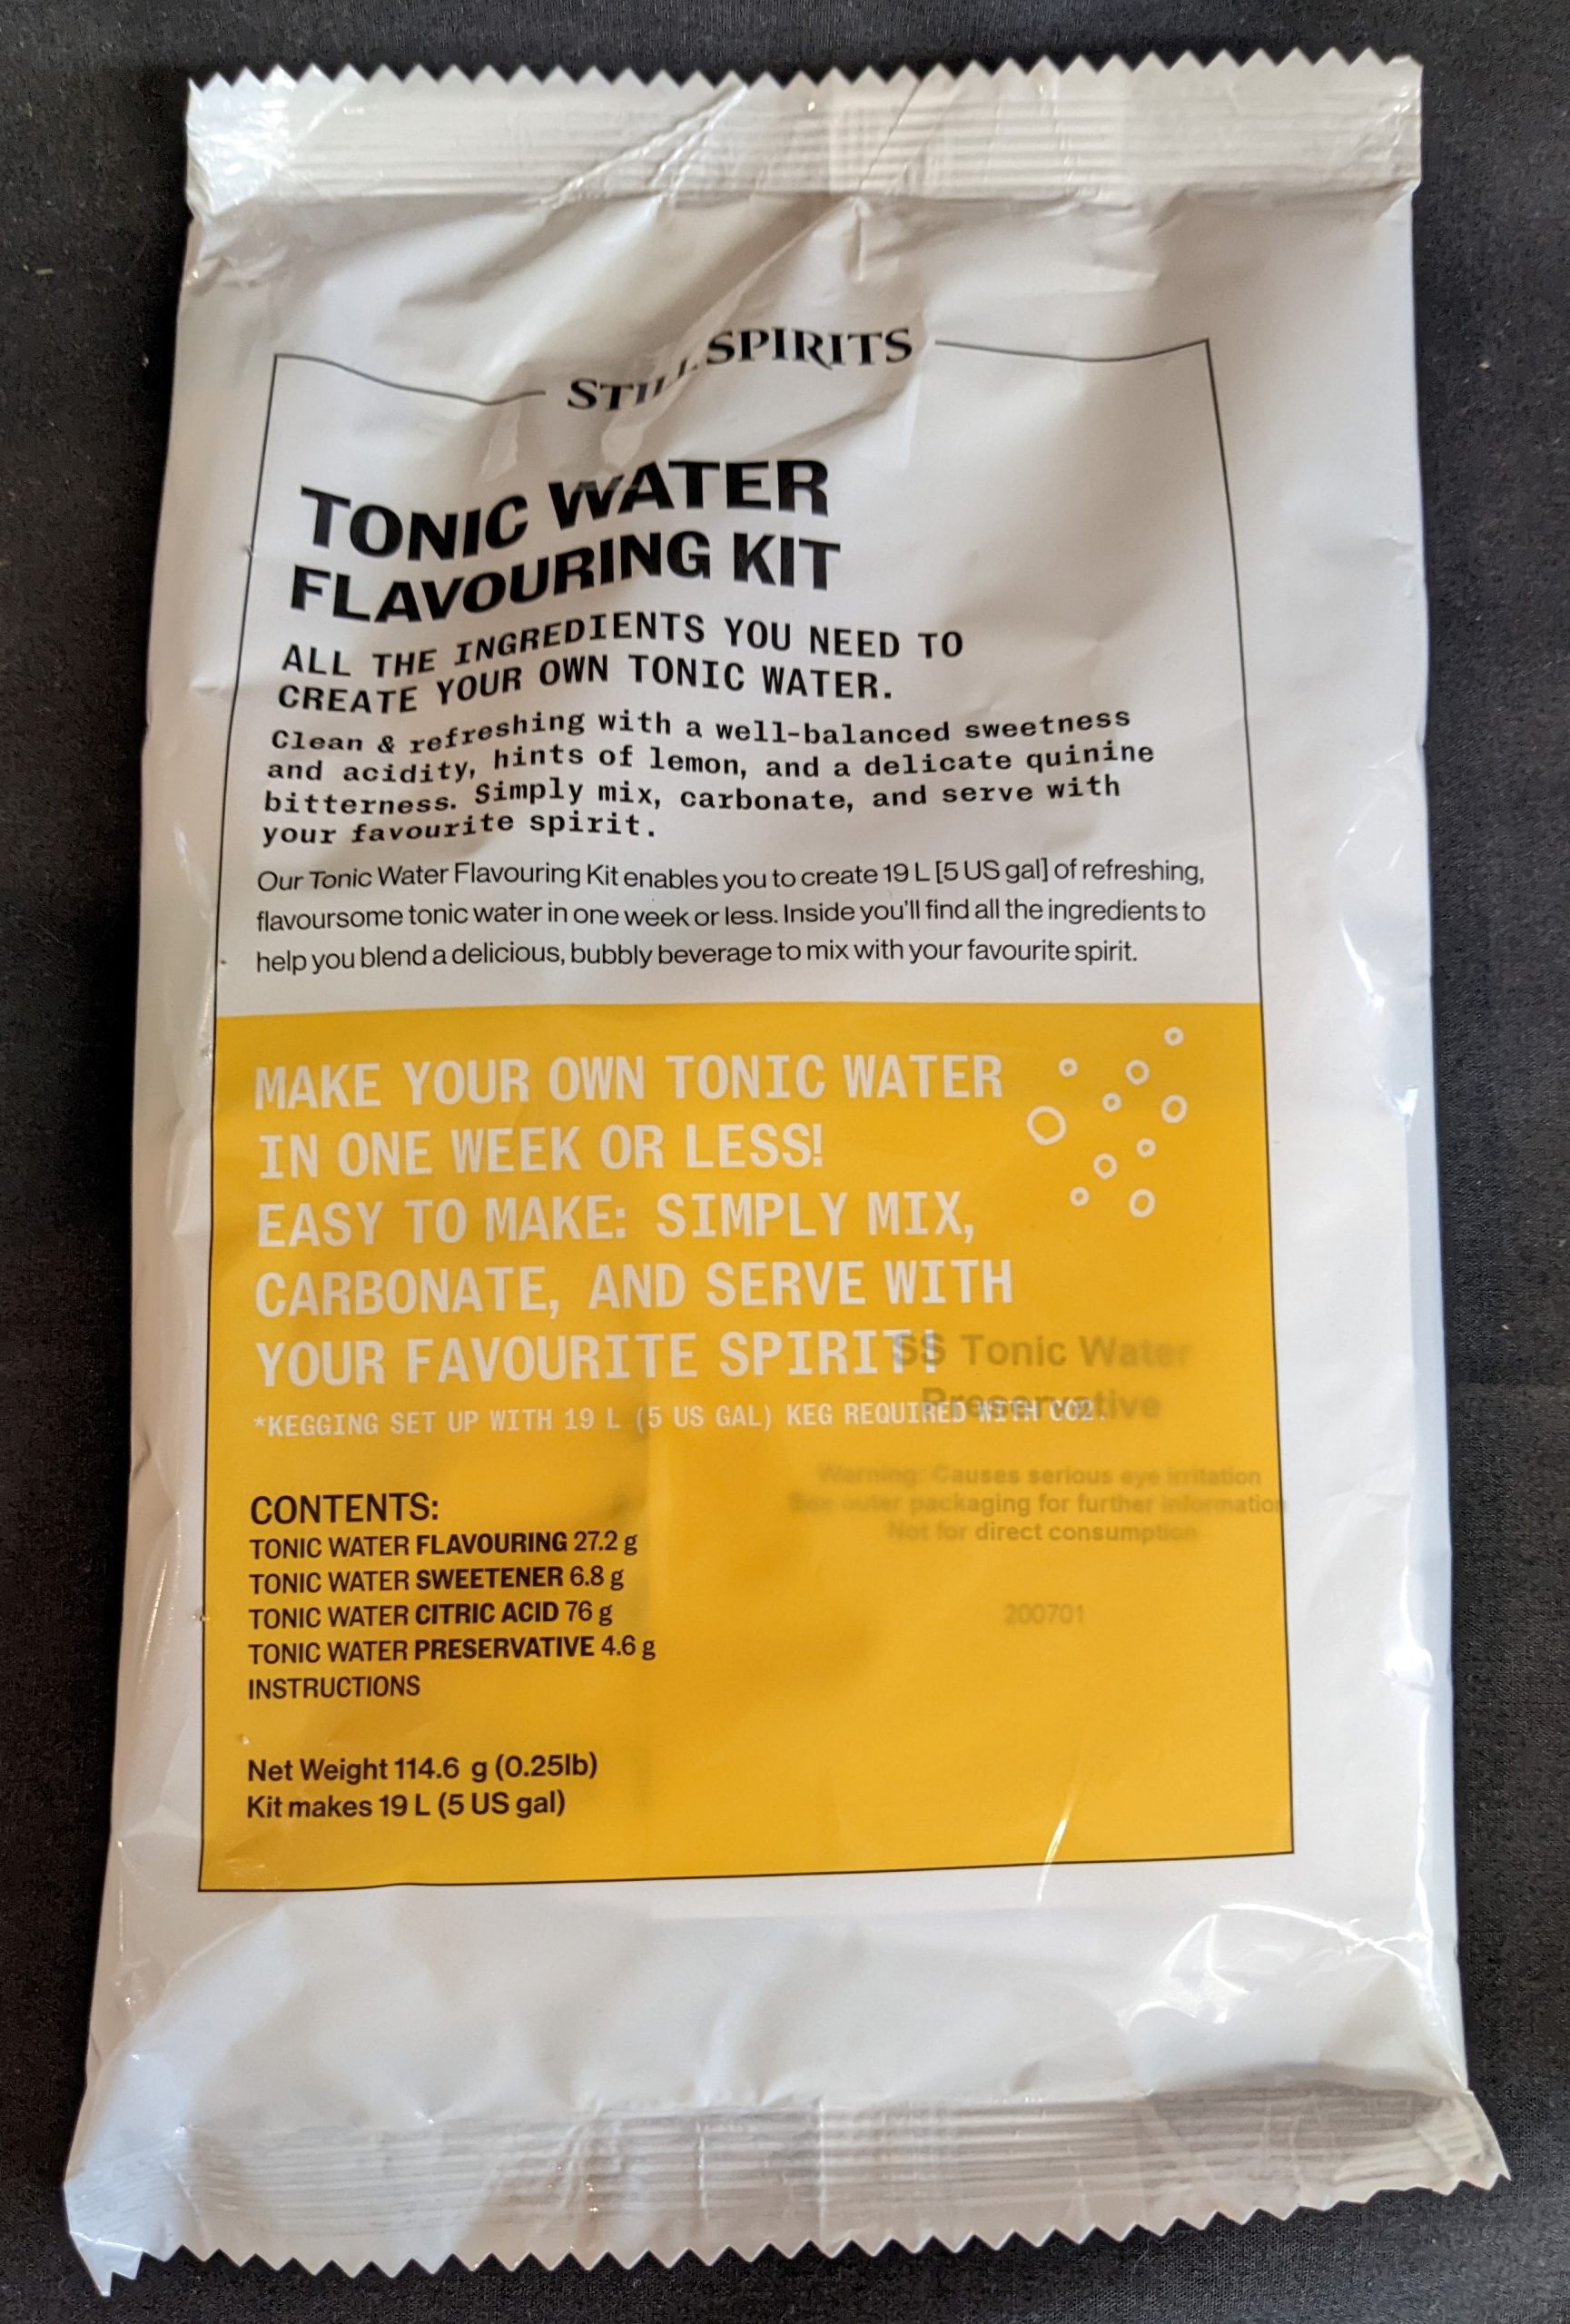 STILL SPIRITS
TONIC WATER
FLAVOURING KIT
ALL THE INGREDIENTS YOU NEED TO
CREATE YOUR OWN TONIC WATER.
Clean & refreshing with a well-balanced sweetness
and acidity, hints of lemon, and a delicate quinine
bitterness. Simply mix, carbonate, and serve with
your favourite spirit.
Our Tonic Water Flavouring Kit enables you to create 19 L [5 US gal] of refreshing,
flavoursome tonic water in one week or less. Inside you'll find all the ingredients to
help you blend a delicious, bubbly beverage to mix with your favourite spirit.
MAKE YOUR OWN TONIC WATER
IN ONE WEEK OR LESS!
EASY TO MAKE: SIMPLY MIX,
CARBONATE, AND SERVE WITH
YOUR FAVOURITE SPIRIT!
*KEGGING SET UP WITH 19 L (5 US GAL) KEG REQUIRED WITH CO2.
SS Tonic Water
Preservative
Warning: Causes serious eye irritation
See outer packaging for further information
Not for direct consumption
200701
CONTENTS:
TONIC WATER FLAVOURING 27.2 g
TONIC WATER SWEETENER 6.8 g
TONIC WATER CITRIC ACID 76 g
TONIC WATER PRESERVATIVE 4.6 g
INSTRUCTIONS
Net Weight 114.6 g (0.25lb)
Kit makes 19 L (5 US gal)